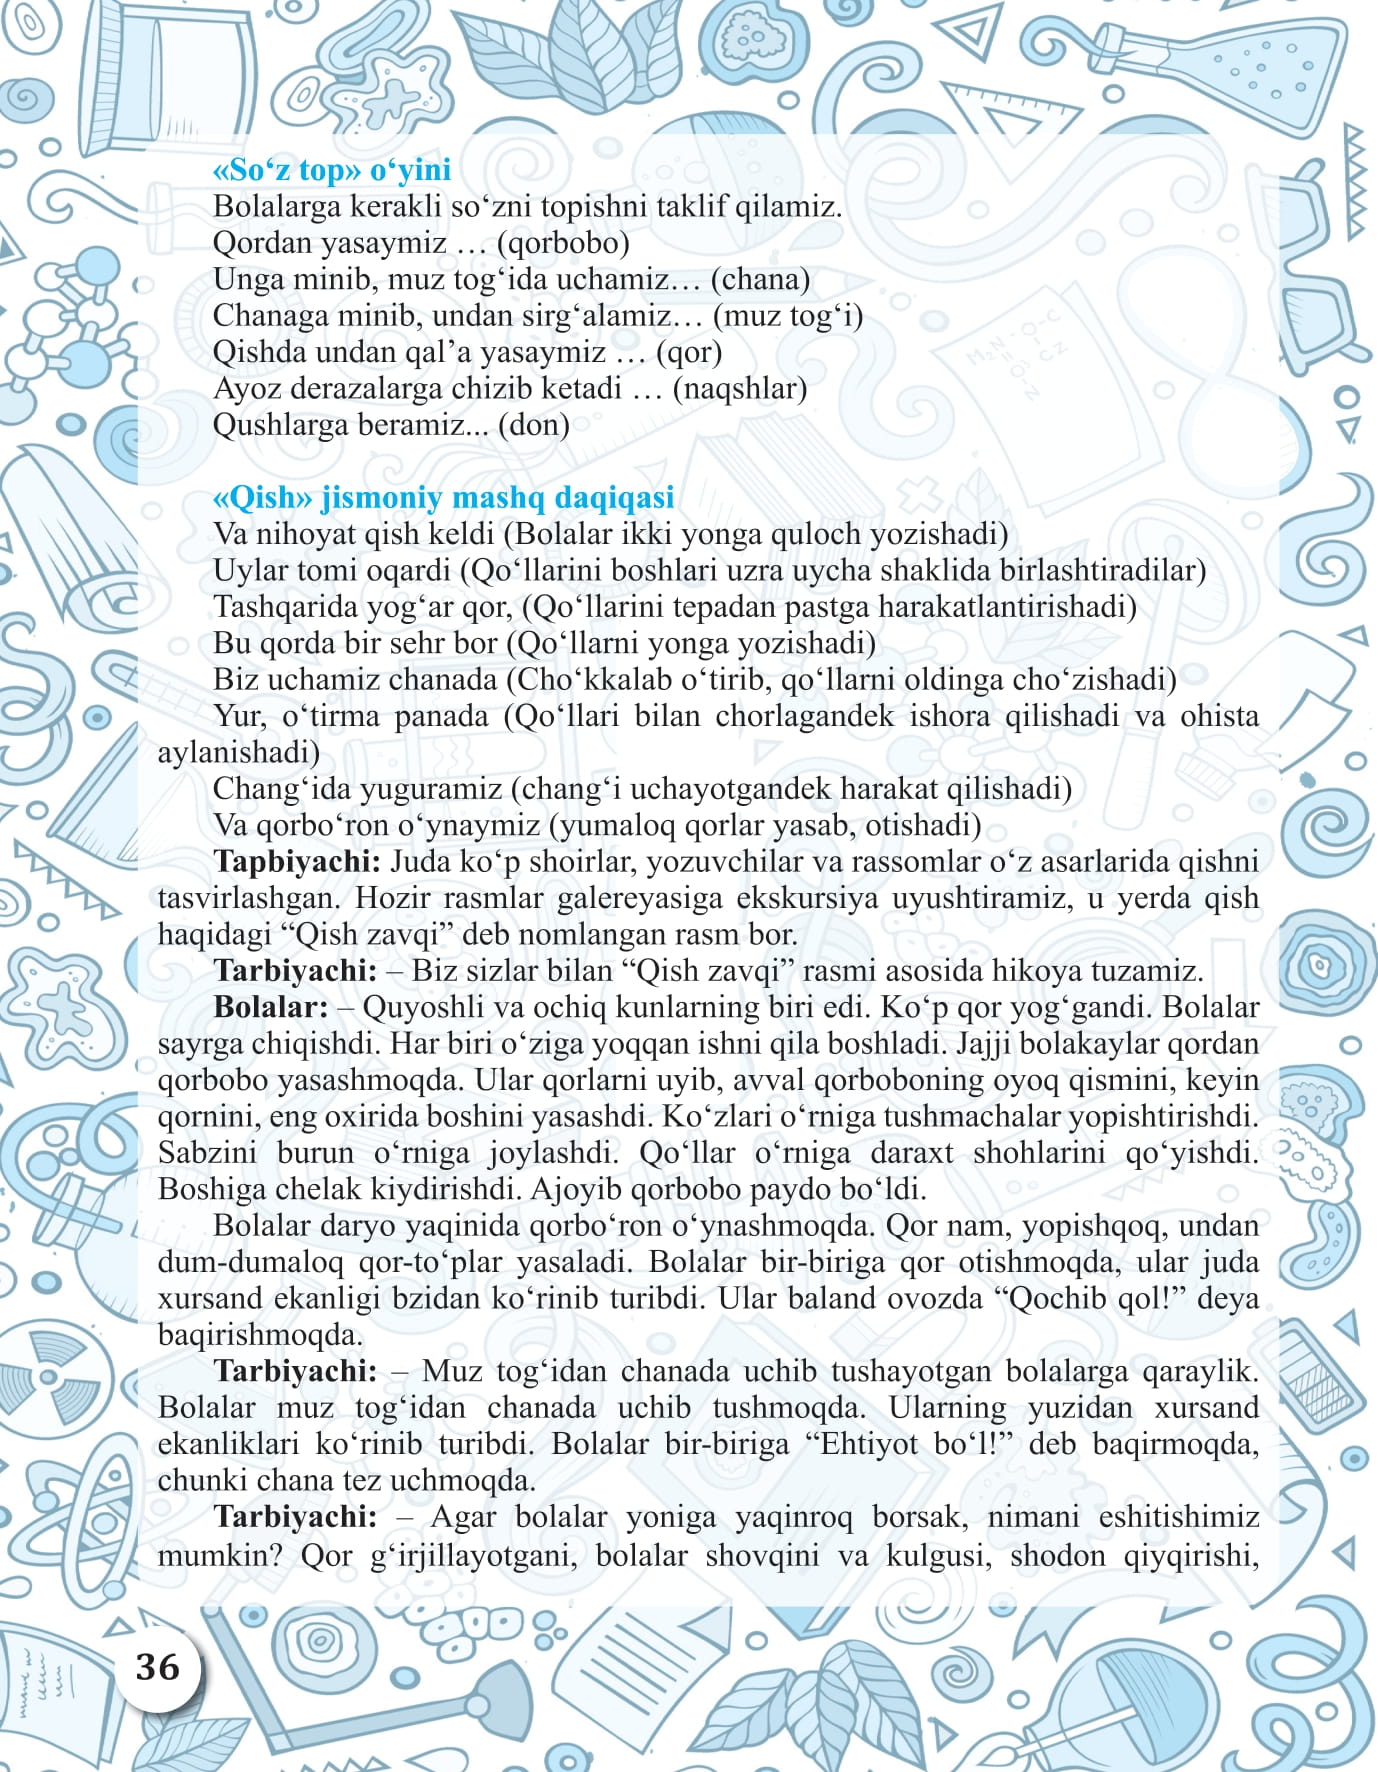 «So‘z top» o‘yini
Bolalarga kerakli so‘zni topishni taklif qilamiz.
Qordan yasaymiz … (qorbobo)
Unga minib, muz tog‘ida uchamiz… (chana)
Chanaga minib, undan sirg‘alamiz… (muz tog‘i)
Qishda undan qal’a yasaymiz … (qor)
Ayoz derazalarga chizib ketadi … (naqshlar)
Qushlarga beramiz... (don)
«Qish» jismoniy mashq daqiqasi
Va nihoyat qish keldi (Bolalar ikki yonga quloch yozishadi)
Uylar tomi oqardi (Qo‘llarini boshlari uzra uycha shaklida birlashtiradilar)
Tashqarida yog‘ar qor, (Qo‘llarini tepadan pastga harakatlantirishadi)
Bu qorda bir sehr bor (Qo‘llarni yonga yozishadi)
Biz uchamiz chanada (Cho‘kkalab o‘tirib, qo‘llarni oldinga cho‘zishadi)
Yur, o‘tirma panada (Qo‘llari bilan chorlagandek ishora qilishadi va ohista
aylanishadi)
Chang‘ida yuguramiz (chang‘i uchayotgandek harakat qilishadi)
Va qorbo‘ron o‘ynaymiz (yumaloq qorlar yasab, otishadi)
Tapbiyachi: Juda ko‘p shoirlar, yozuvchilar va rassomlar o‘z asarlarida qishni
tasvirlashgan. Hozir rasmlar galereyasiga ekskursiya uyushtiramiz, u yerda qish
haqidagi “Qish zavqi” deb nomlangan rasm bor.
Tarbiyachi: – Biz sizlar bilan “Qish zavqi” rasmi asosida hikoya tuzamiz.
Bolalar: – Quyoshli va ochiq kunlarning biri edi. Ko‘p qor yog‘gandi. Bolalar
sayrga chiqishdi. Har biri o‘ziga yoqqan ishni qila boshladi. Jajji bolakaylar qordan
qorbobo yasashmoqda. Ular qorlarni uyib, avval qorboboning oyoq qismini, keyin
qornini, eng oxirida boshini yasashdi. Ko‘zlari o‘rniga tushmachalar yopishtirishdi.
Sabzini burun o‘rniga joylashdi. Qo‘llar o‘rniga daraxt shohlarini qo‘yishdi.
Boshiga chelak kiydirishdi. Ajoyib qorbobo paydo bo‘ldi.
Bolalar daryo yaqinida qorbo‘ron o‘ynashmoqda. Qor nam, yopishqoq, undan
dum-dumaloq qor-to‘plar yasaladi. Bolalar bir-biriga qor otishmoqda, ular juda
xursand ekanligi bzidan ko‘rinib turibdi. Ular baland ovozda “Qochib qol!” deya
baqirishmoqda.
Tarbiyachi: – Muz tog‘idan chanada uchib tushayotgan bolalarga qaraylik.
Bolalar muz tog‘idan chanada uchib tushmoqda. Ularning yuzidan xursand
ekanliklari ko‘rinib turibdi. Bolalar bir-biriga “Ehtiyot bo‘l!” deb baqirmoqda,
chunki chana tez uchmoqda.
Tarbiyachi: – Agar bolalar yoniga yaqinroq borsak, nimani eshitishimiz
mumkin? Qor g‘irjillayotgani, bolalar shovqini va kulgusi, shodon qiyqirishi,
36